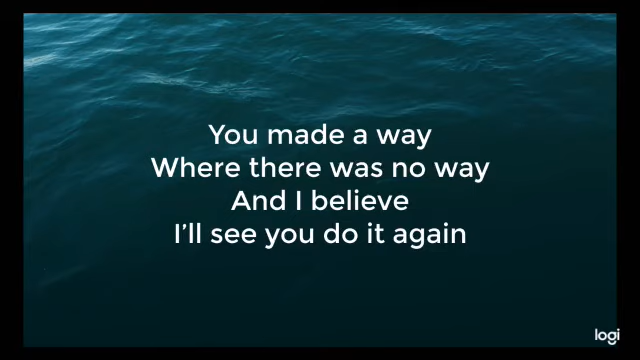 You made a way
Where there was no way
And I believe
I'll see you do it again
logi